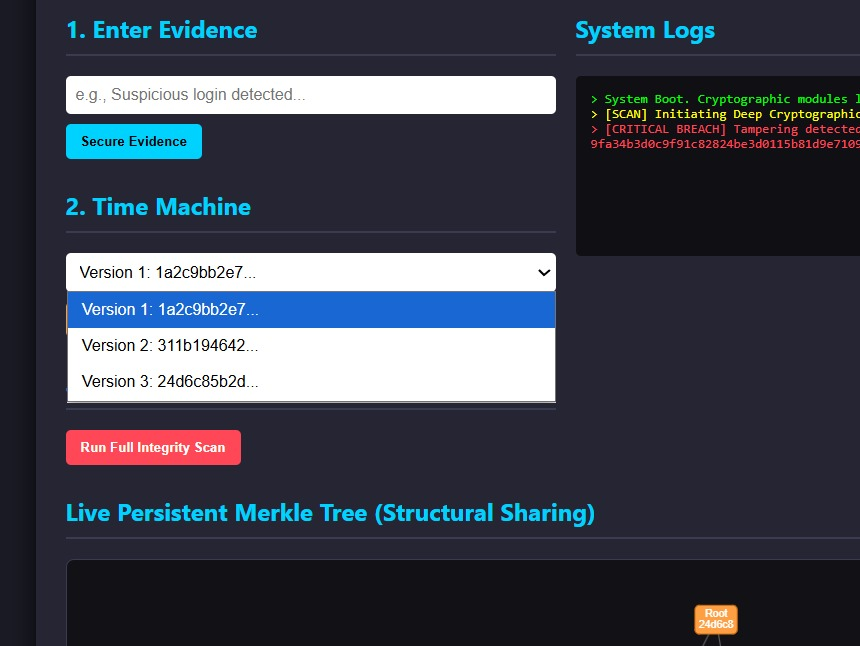 1. Enter Evidence
e.g., Suspicious login detected...
Secure Evidence
2. Time Machine
Version 1: 1a2c9bb2e7...
Version 1: 1a2c9bb2e7...
Version 2: 311b194642...
Version 3: 24d6c85b2d...
Run Full Integrity Scan
System Logs
> System Boot. Cryptographic modules
> [SCAN] Initiating Deep Cryptographic
> [CRITICAL BREACH] Tampering detected
9fa34b3d0c9f91c82824be3d0115b81d9e7109
Live Persistent Merkle Tree (Structural Sharing)
Root
24d6c8